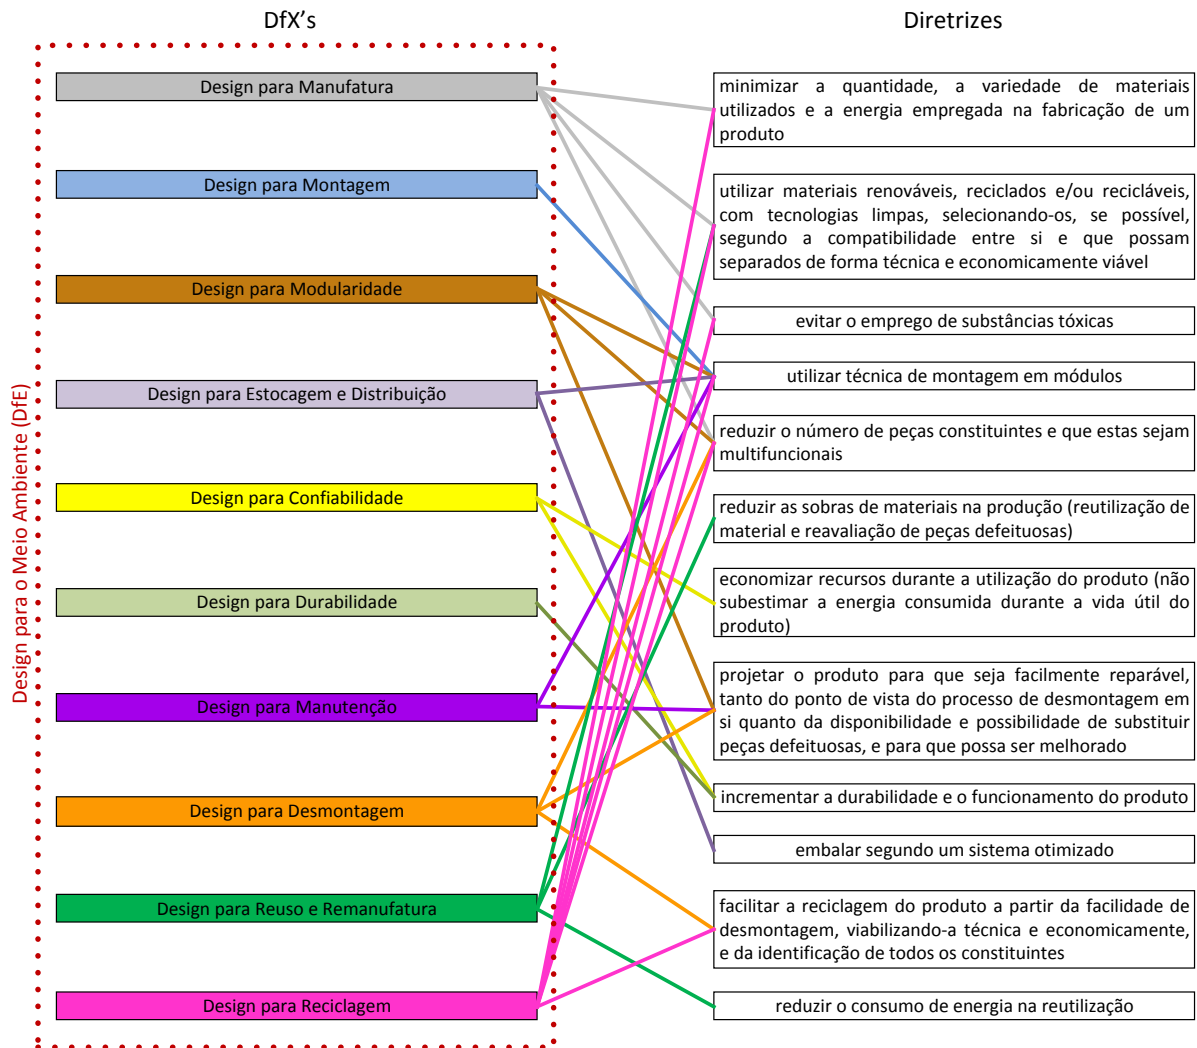 DfX's
Diretrizes
Design para o Meio Ambiente (DfE)
Design para Manufatura
Design para Montagem
Design para Modularidade
Design para Estocagem e Distribuição
Design para Confiabilidade
Design para Durabilidade
Design para Manutenção
Design para Desmontagem
Design para Reuso e Remanufatura
Design para Reciclagem
minimizar a quantidade, a variedade de materiais
utilizados e a energia empregada na fabricação de um
produto
utilizar materiais renováveis, reciclados e/ou recicláveis,
com tecnologias limpas, selecionando-os, se possível,
segundo a compatibilidade entre si e que possam
separados de forma técnica e economicamente viável
evitar o emprego de substâncias tóxicas
utilizar técnica de montagem em módulos
reduzir o número de peças constituintes e que estas sejam
multifuncionais
reduzir as sobras de materiais na produção (reutilização de
material e reavaliação de peças defeituosas)
economizar recursos durante a utilização do produto (não
subestimar a energia consumida durante a vida útil do
produto)
projetar o produto para que seja facilmente reparável,
tanto do ponto de vista do processo de desmontagem em
si quanto da disponibilidade e possibilidade de substituir
peças defeituosas, e para que possa ser melhorado
incrementar a durabilidade e o funcionamento do produto
embalar segundo um sistema otimizado
facilitar a reciclagem do produto a partir da facilidade de
desmontagem, viabilizando-a técnica e economicamente,
e da identificação de todos os constituintes
reduzir o consumo de energia na reutilização